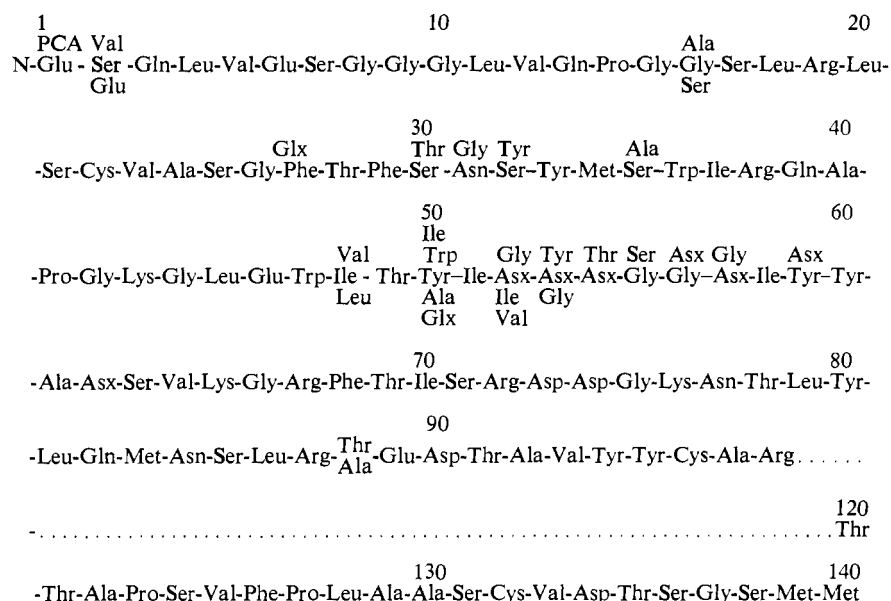 1 10 20
PCA Val Ala
N-Glu - Ser -Gln-Leu-Val-Glu-Ser-Gly-Gly-Gly-Leu-Val-Gln-Pro-Gly-Gly-Ser-Leu-Arg-Leu-
Glu Ser
30 40
Glx Thr Gly Tyr Ala
-Ser-Cys-Val-Ala-Ser-Gly-Phe-Thr-Phe-Ser -Asn-Ser-Tyr-Met-Ser-Trp-Ile-Arg-Gln-Ala-
50 60
Ile
Val Trp Gly Tyr Thr Ser Asx Gly Asx
-Pro-Gly-Lys-Gly-Leu-Glu-Trp-Ile - Thr-Tyr-Ile-Asx-Asx-Asx-Gly-Gly-Asx-Ile-Tyr-Tyr-
Leu Ala Ile Gly
Glx Val
70 80
-Ala-Asx-Ser-Val-Lys-Gly-Arg-Phe-Thr-Ile-Ser-Arg-Asp-Asp-Gly-Lys-Asn-Thr-Leu-Tyr-
90
Thr
-Leu-Gln-Met-Asn-Ser-Leu-Arg- -Glu-Asp-Thr-Ala-Val-Tyr-Tyr-Cys-Ala-Arg . . . . . .
Ala
120
- . . . . . . . . . . . . . . . . . . . . . . . . . . . . . . . . . . . . . . . . . . . . . . . . . . . . . . . . . . . . Thr
130 140
-Thr-Ala-Pro-Ser-Val-Phe-Pro-Leu-Ala-Ala-Ser-Cys-Val-Asp-Thr-Ser-Gly-Ser-Met-Met